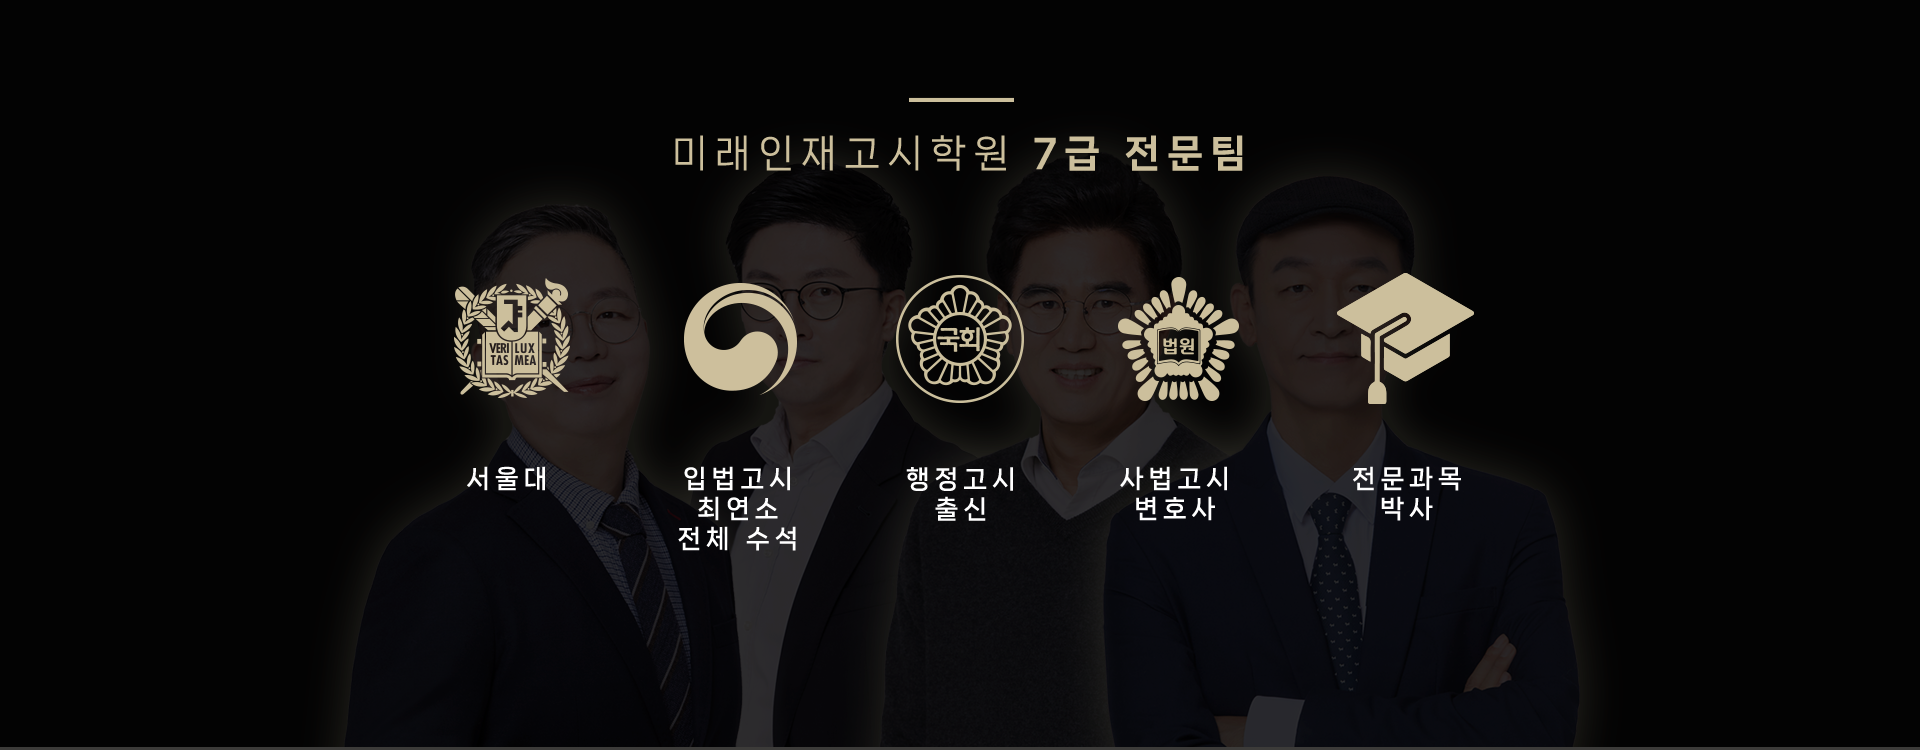 미래인재고시학원 7급 전문팀
VERI LUX
TAS MEA
국회
법원
서울대
입법고시
최연소
전체 수석
행정고시
출신
사법고시
변호사
전문과목
박사